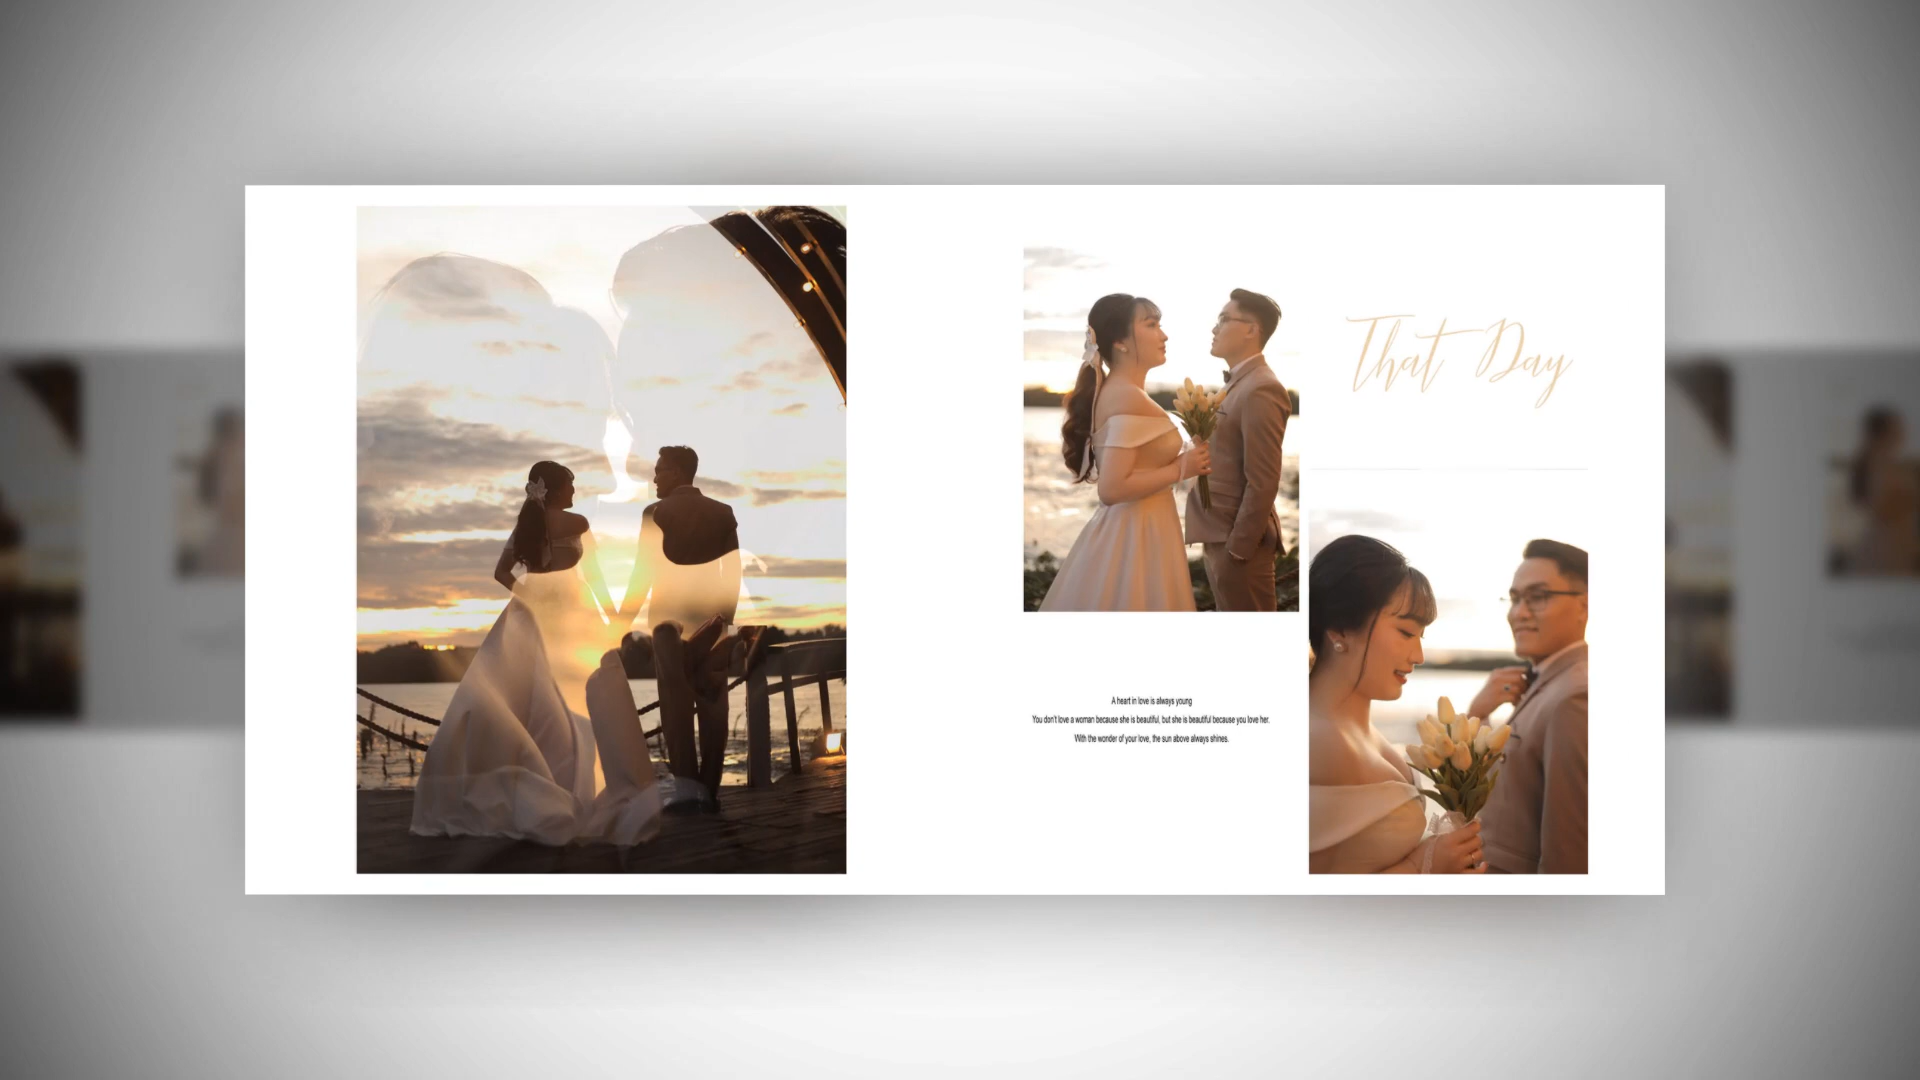 That Day
A heart in love is always young
You don't love a woman because she is beautiful, but she is beautiful because you love her.
With the wonder of your love, the sun above always shines.